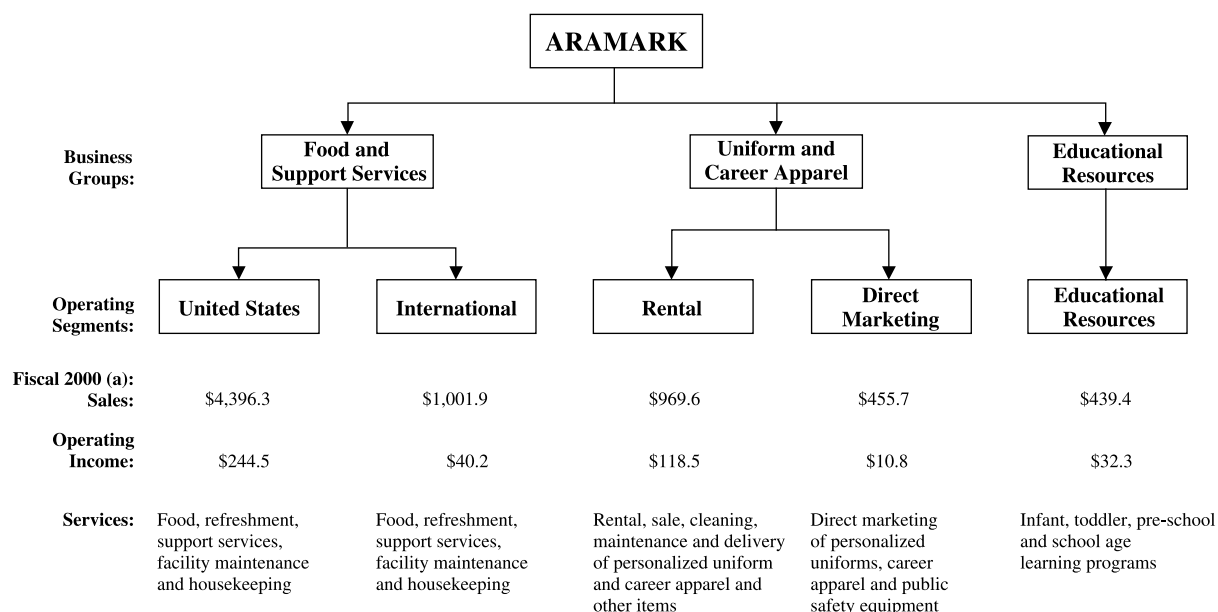 ARAMARK
Business
Groups:
Food and
Support Services
Uniform and
Career Apparel
Educational
Resources
Operating
Segments:
United States
International
Rental
Direct
Marketing
Educational
Resources
Fiscal 2000 (a):
Sales:
$4,396.3
$1,001.9
$969.6
$455.7
$439.4
Operating
Income:
$244.5
$40.2
$118.5
$10.8
$32.3
Services:
Food, refreshment,
support services,
facility maintenance
and housekeeping
Food, refreshment,
support services,
facility maintenance
and housekeeping
Rental, sale, cleaning,
maintenance and delivery
of personalized uniform
and career apparel and
other items
Direct marketing
of personalized
uniforms, career
apparel and public
safety equipment
Infant, toddler, pre-school
and school age
learning programs